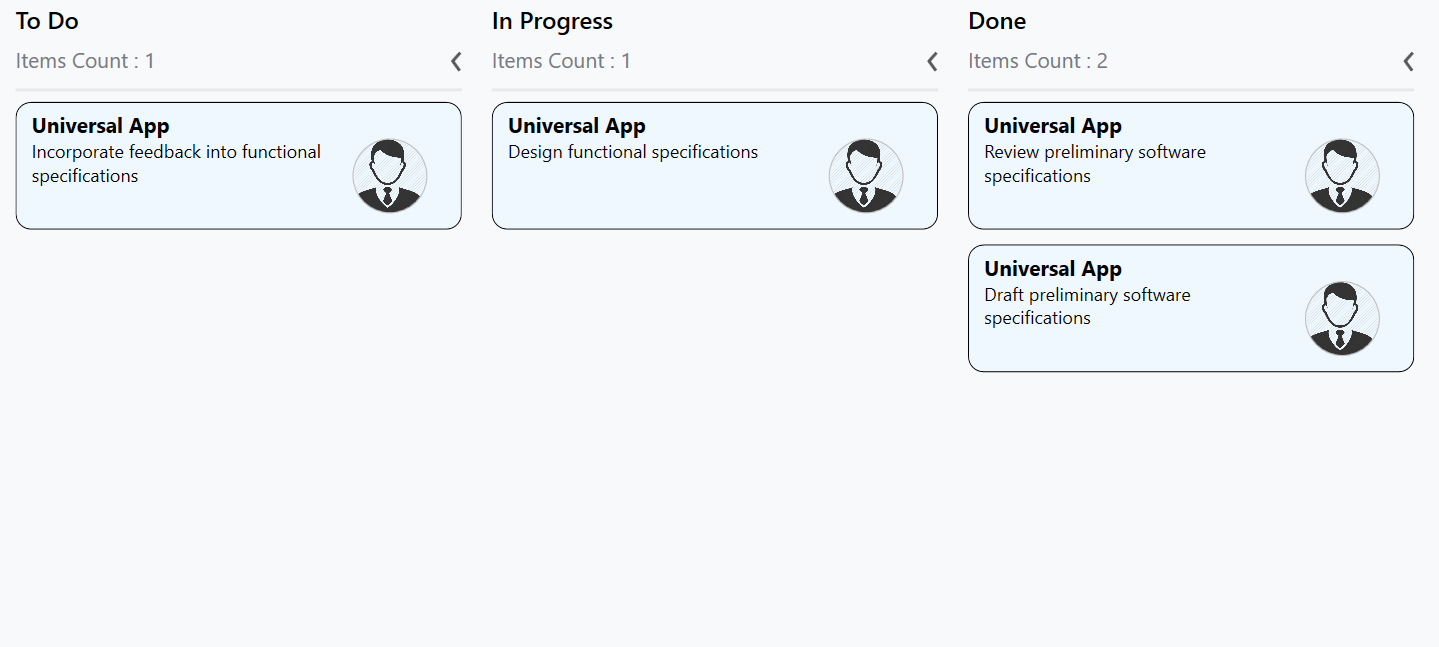 To Do
Items Count : 1
Universal App
Incorporate feedback into functional
specifications
In Progress
Items Count : 1
Universal App
Design functional specifications
Done
Items Count : 2
Universal App
Review preliminary software
specifications
Universal App
Draft preliminary software
specifications